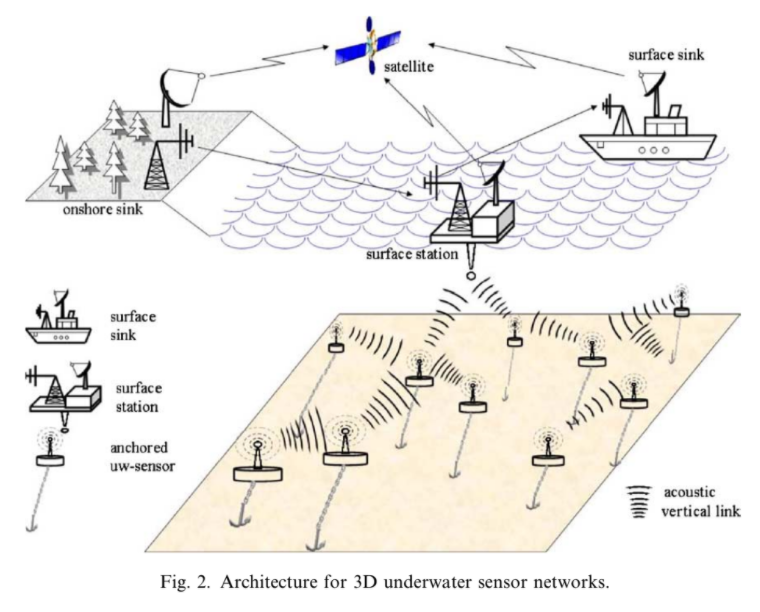 surface sink
satellite
onshore sink
surface station
surface
sink
surface
station
anchored
uw-sensor
acoustic
vertical link
Fig. 2. Architecture for 3D underwater sensor networks.